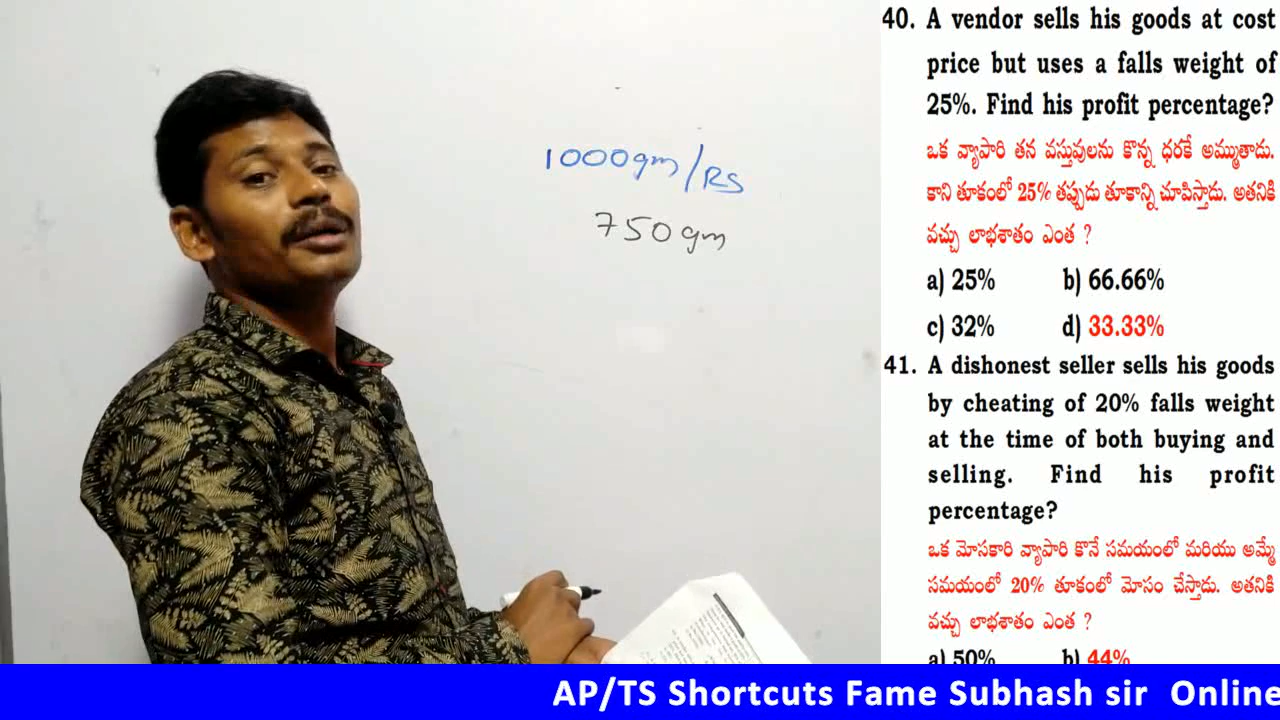 1000gm/RS
750gm
40. A vendor sells his goods at cost
price but uses a falls weight of
25%. Find his profit percentage?
ఒక వ్యాపారి తన వస్తువులను కొన్న ధరకే అమ్ముతాడు.
కాని తూకంలో 25% తప్పుడు తూకాన్ని చూపిస్తాడు. అతనికి
వచ్చు లాభశాతం ఎంత ?
a) 25% b) 66.66%
c) 32% d) 33.33%
41. A dishonest seller sells his goods
by cheating of 20% falls weight
at the time of both buying and
selling. Find his profit
percentage?
ఒక మోసకారి వ్యాపారి కొనే సమయంలో మరియు అమ్మే
సమయంలో 20% తూకంలో మోసం చేస్తాడు. అతనికి
వచ్చు లాభశాతం ఎంత ?
a) 50% b) 44%
AP/TS Shortcuts Fame Subhash sir Online